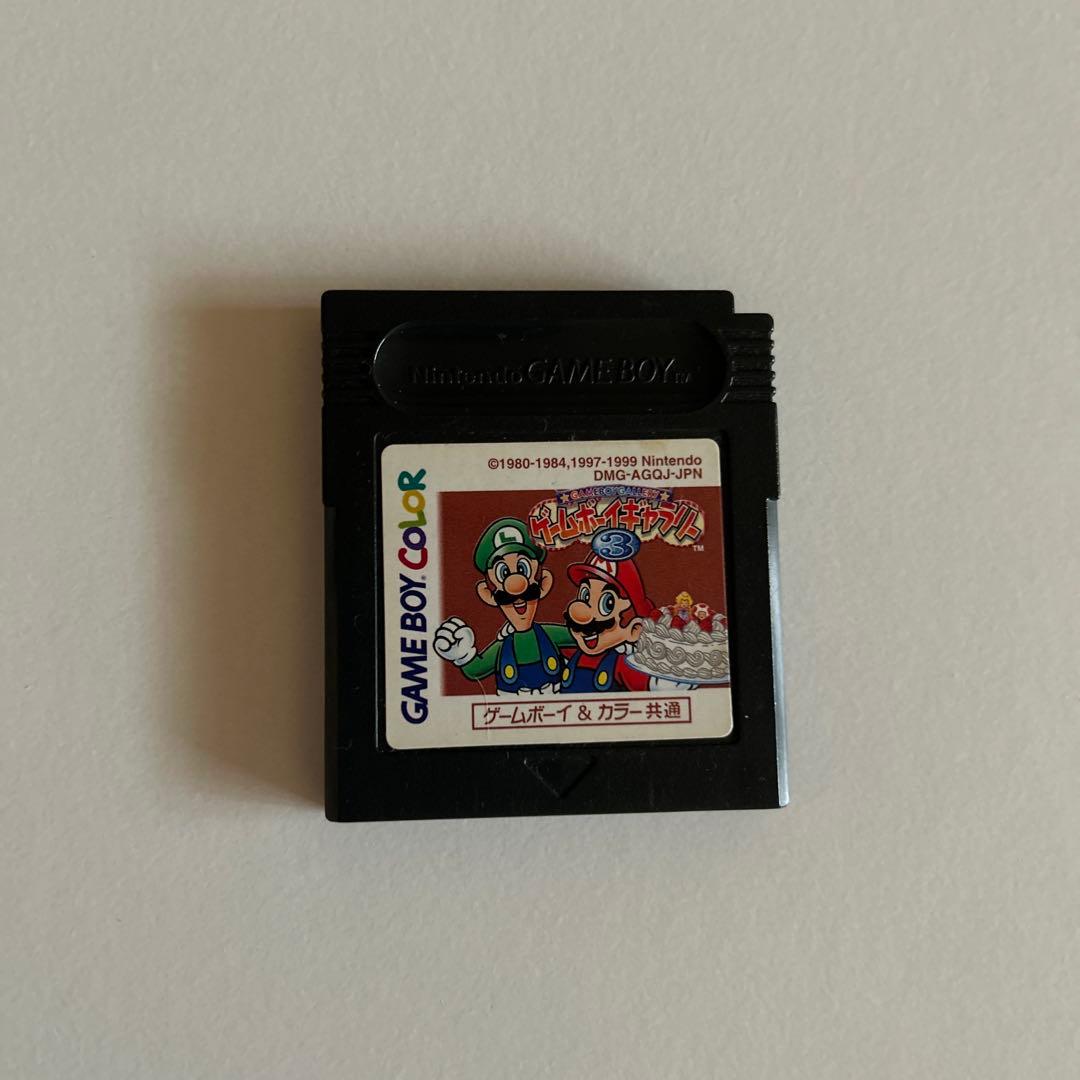 Nintendo GAME BOY TM
©1980-1984,1997-1999 Nintendo
DMG-AGQJ-JPN
GAME BOY COLOR
GAMEBOY GALLERY
ゲームボーイギャラリー
3
TM
L
M
ゲームボーイ & カラー共通